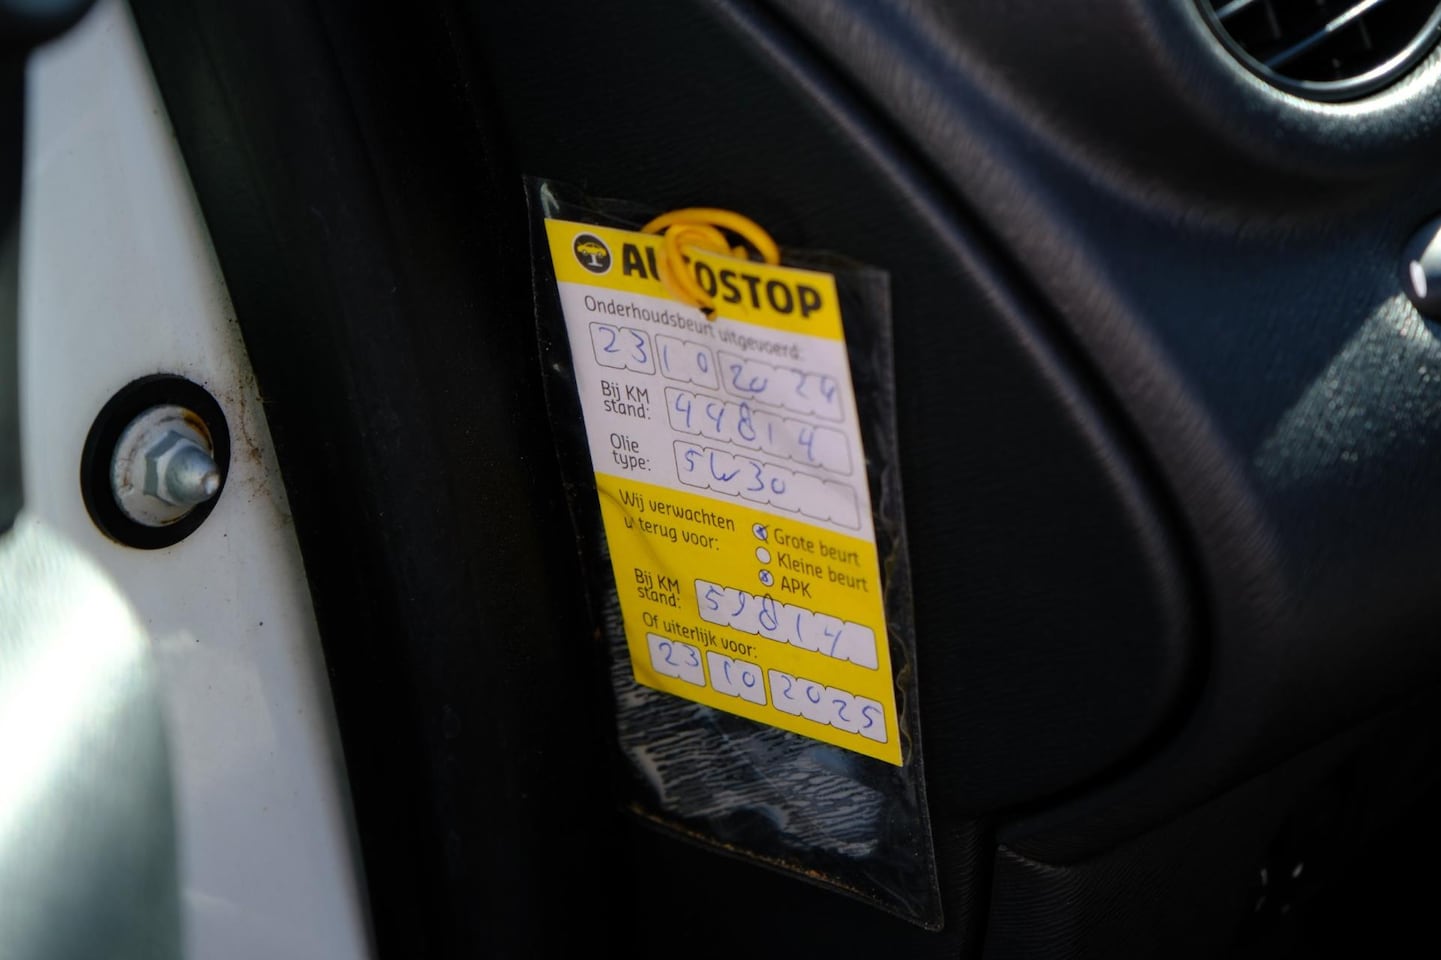 AUTOSTOP
Onderhoudsbeurt uitgevoerd:
23 10 2024
Bij KM stand: 44814
Olie type: 5W30
Wij verwachten u terug voor:
Grote beurt
Kleine beurt
APK
Bij KM stand: 59814
Of uiterlijk voor:
23 10 2025